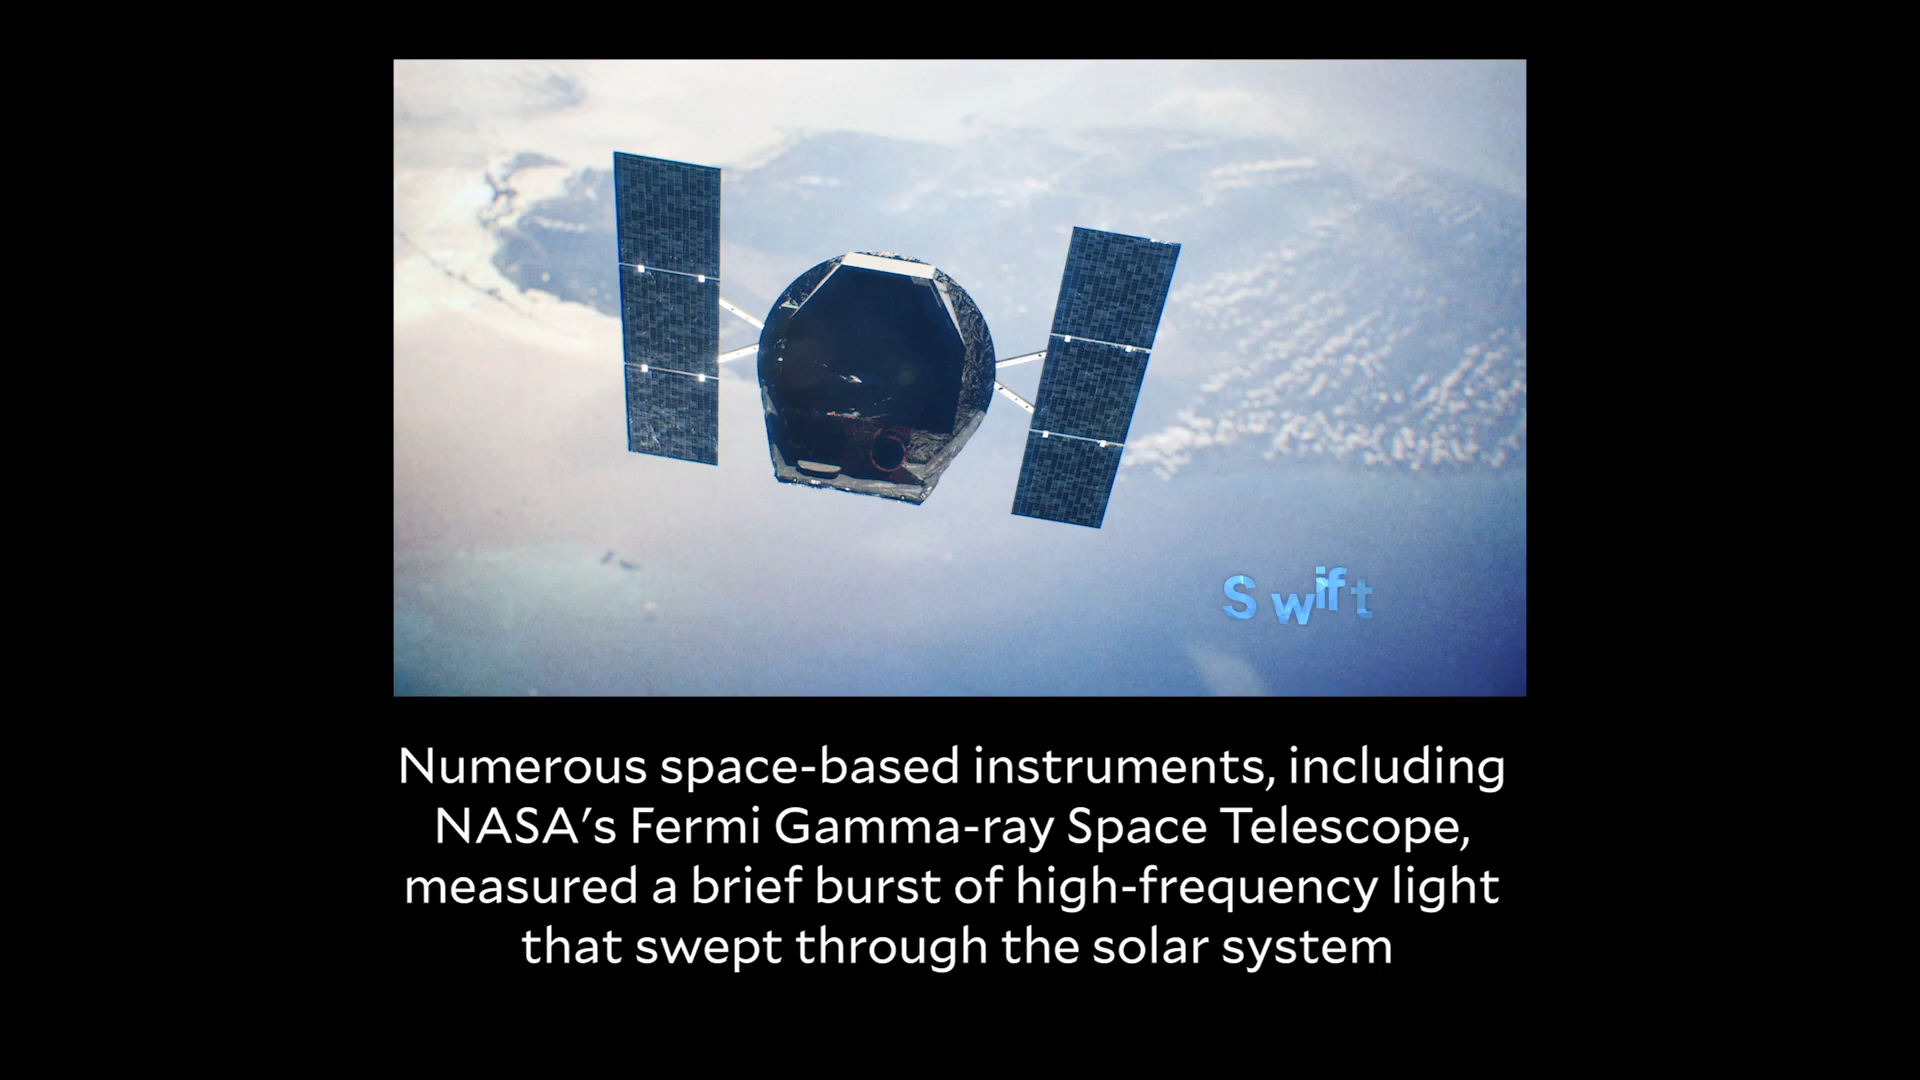 Swift
Numerous space-based instruments, including
NASA's Fermi Gamma-ray Space Telescope,
measured a brief burst of high-frequency light
that swept through the solar system